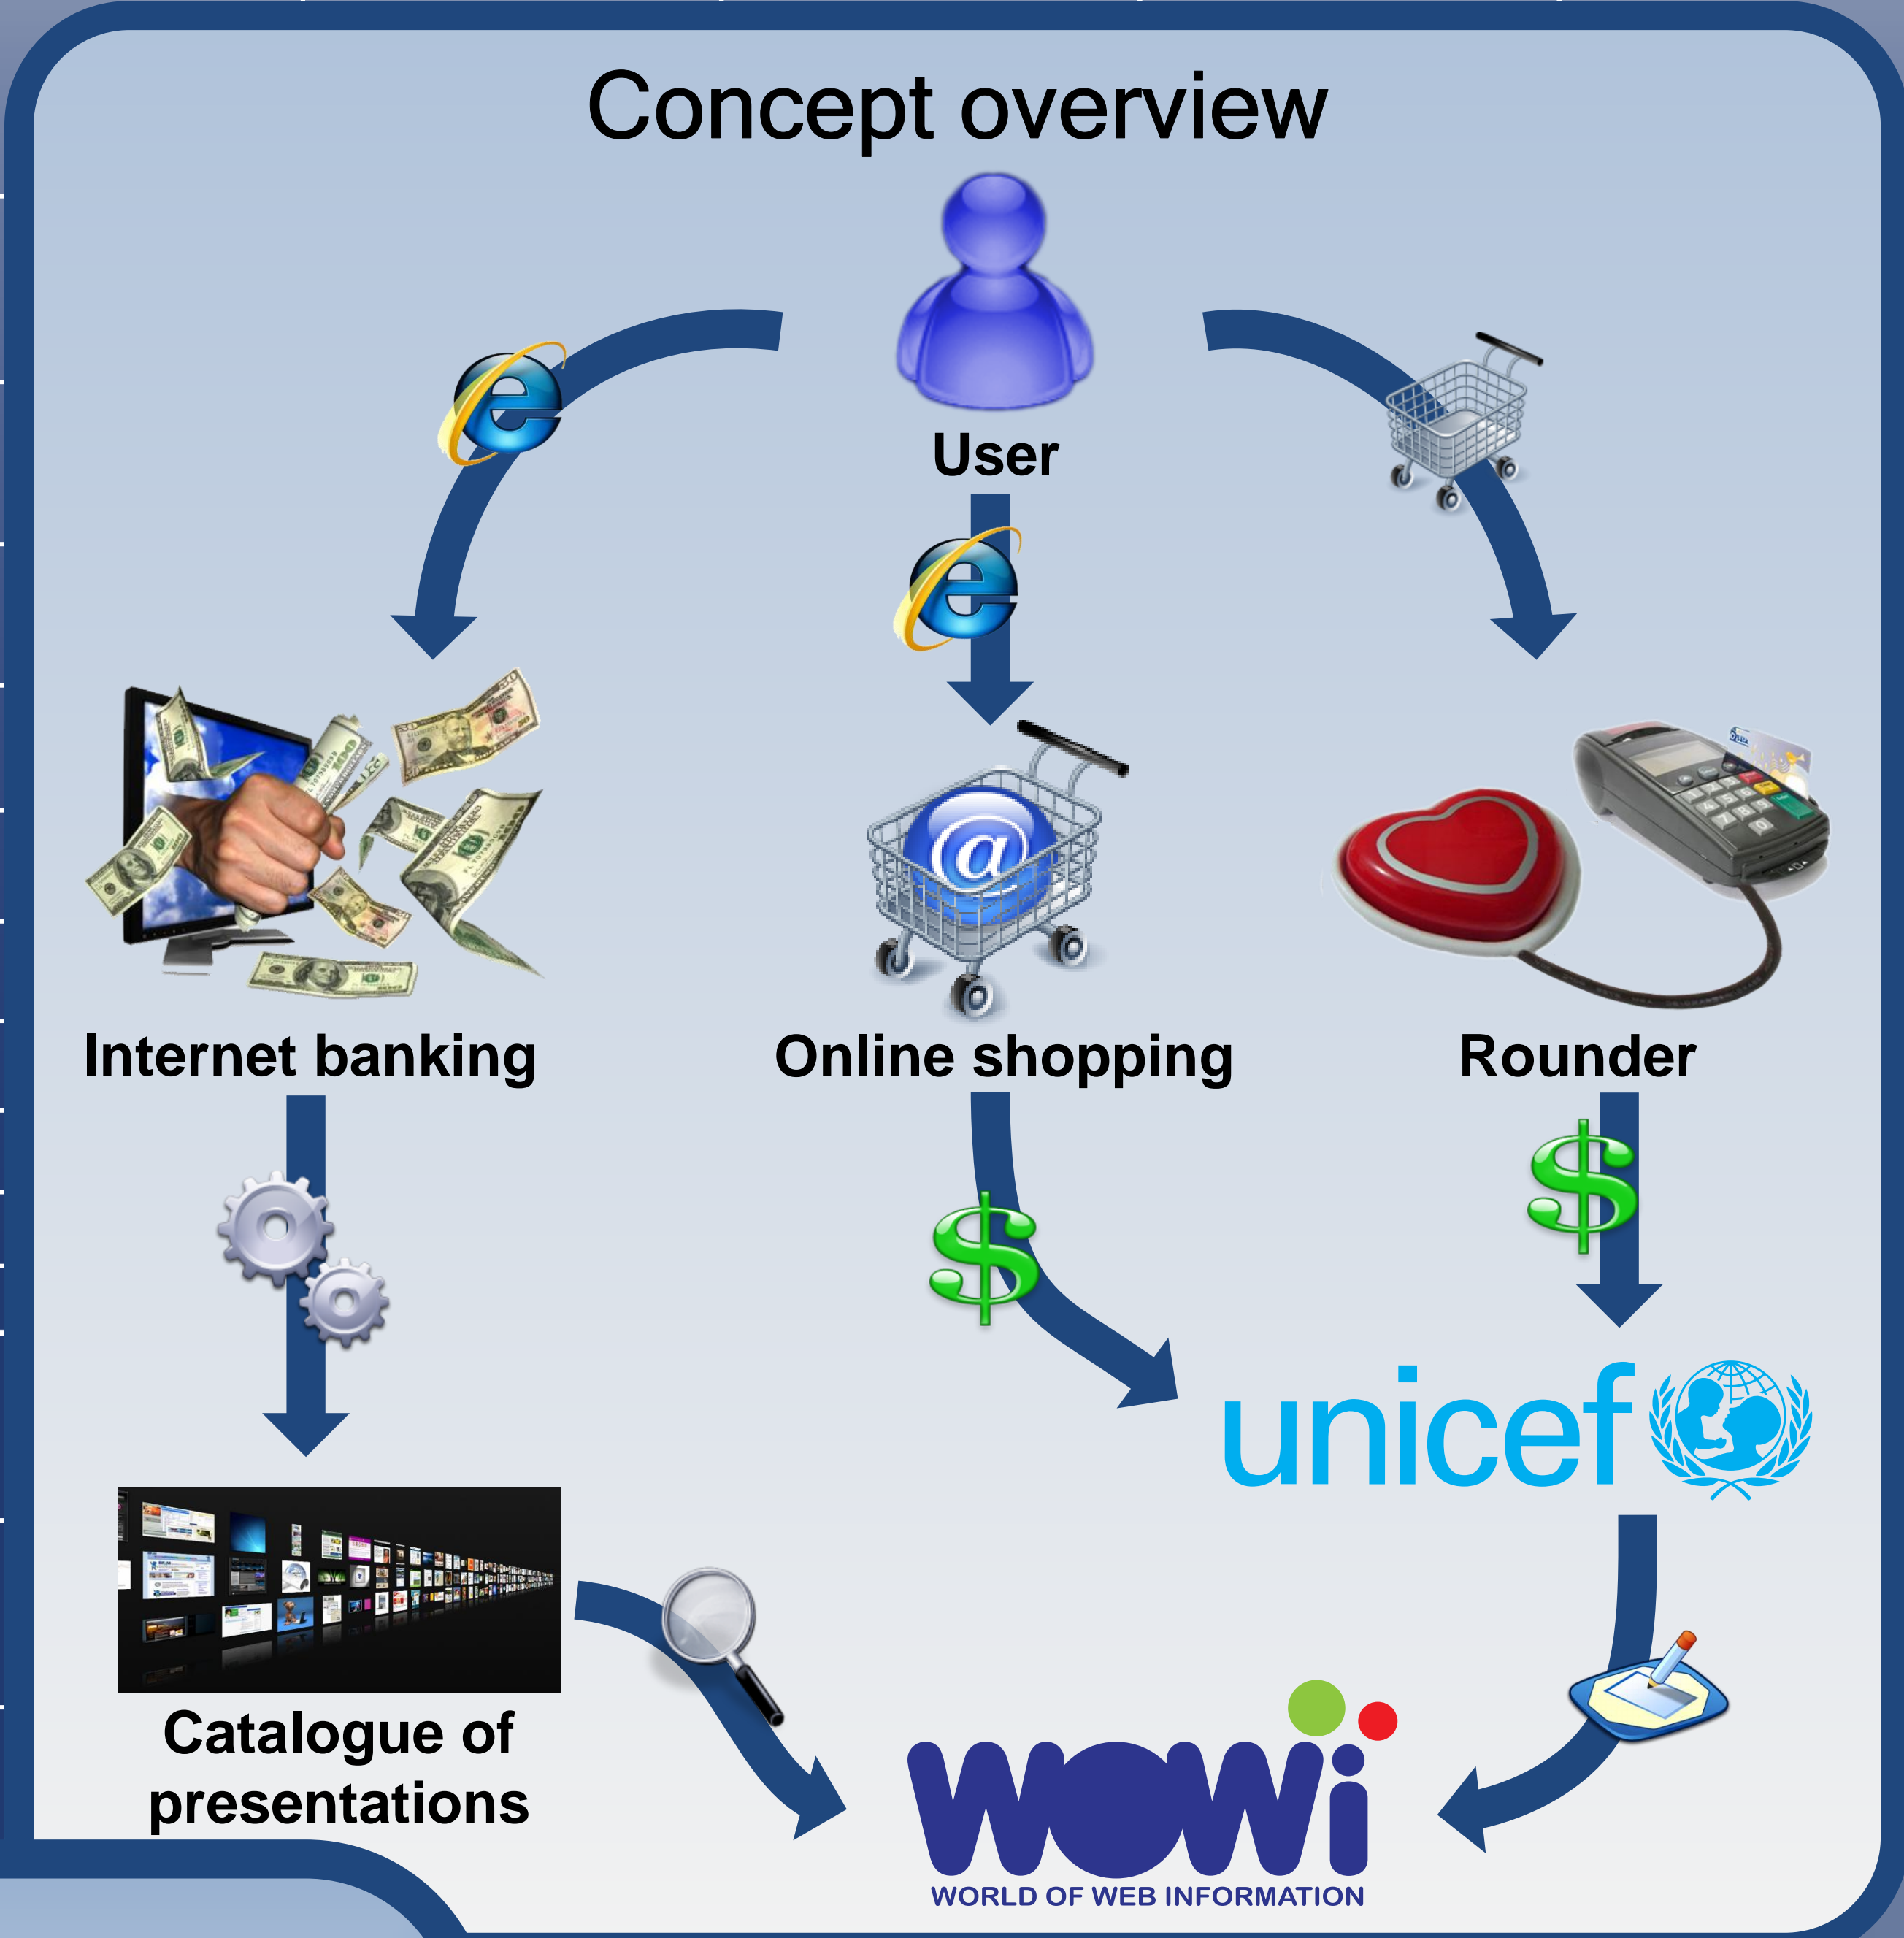 Concept overview
User
Internet banking
Online shopping
Rounder
unicef
Catalogue of
presentations
WOWi
WORLD OF WEB INFORMATION